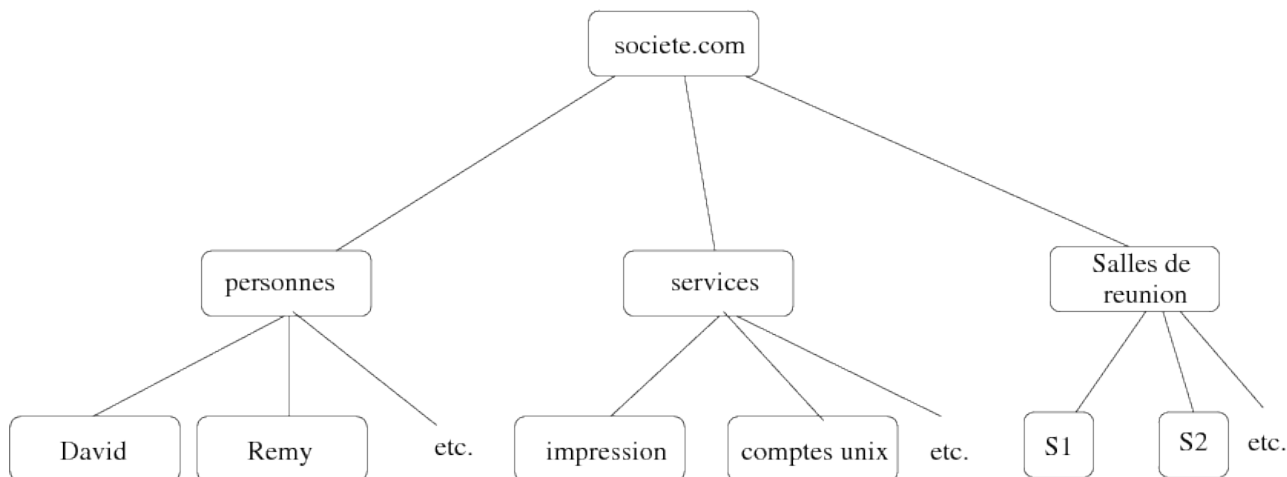 societe.com
personnes
services
Salles de
reunion
David
Remy
etc.
impression
comptes unix
etc.
S1
S2
etc.